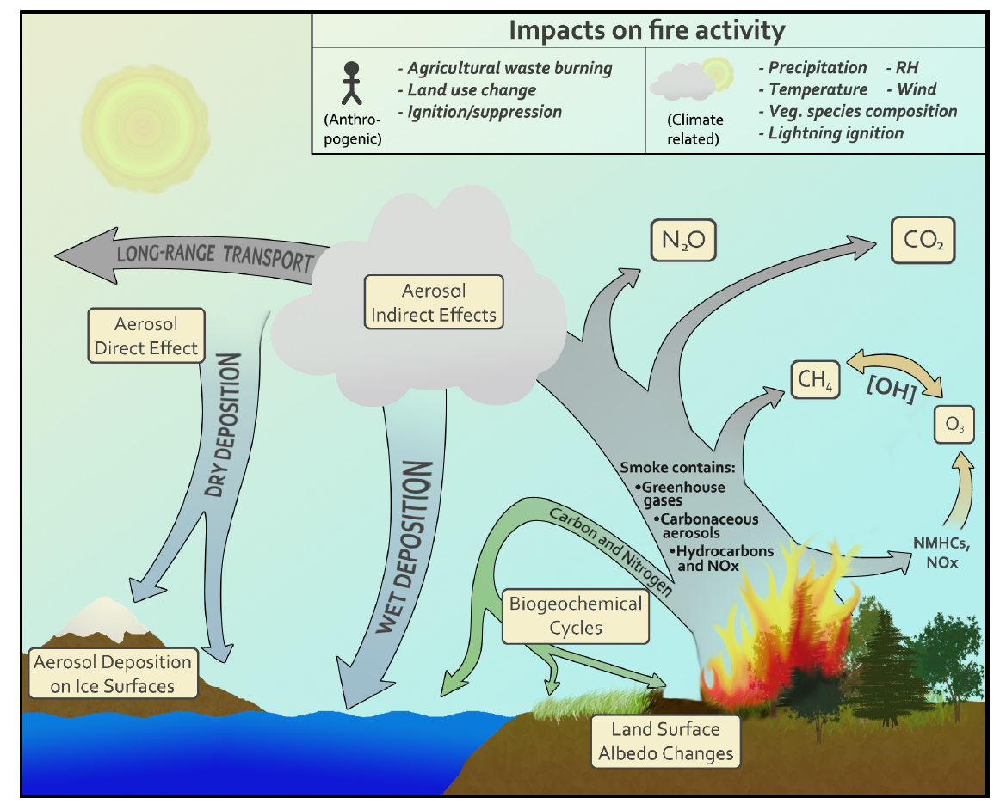 Impacts on fire activity
(Anthro-
pogenic)
- Agricultural waste burning
- Land use change
- Ignition/suppression
(Climate
related)
- Precipitation - RH
- Temperature - Wind
- Veg. species composition
- Lightning ignition
LONG-RANGE TRANSPORT
Aerosol
Indirect Effects
N₂O
CO₂
Aerosol
Direct Effect
DRY DEPOSITION
WET DEPOSITION
CH₄
[OH]
O₃
Smoke contains:
•Greenhouse
gases
•Carbonaceous
aerosols
•Hydrocarbons
and NOx
NMHCs,
NOx
Carbon and Nitrogen
Biogeochemical
Cycles
Aerosol Deposition
on Ice Surfaces
Land Surface
Albedo Changes